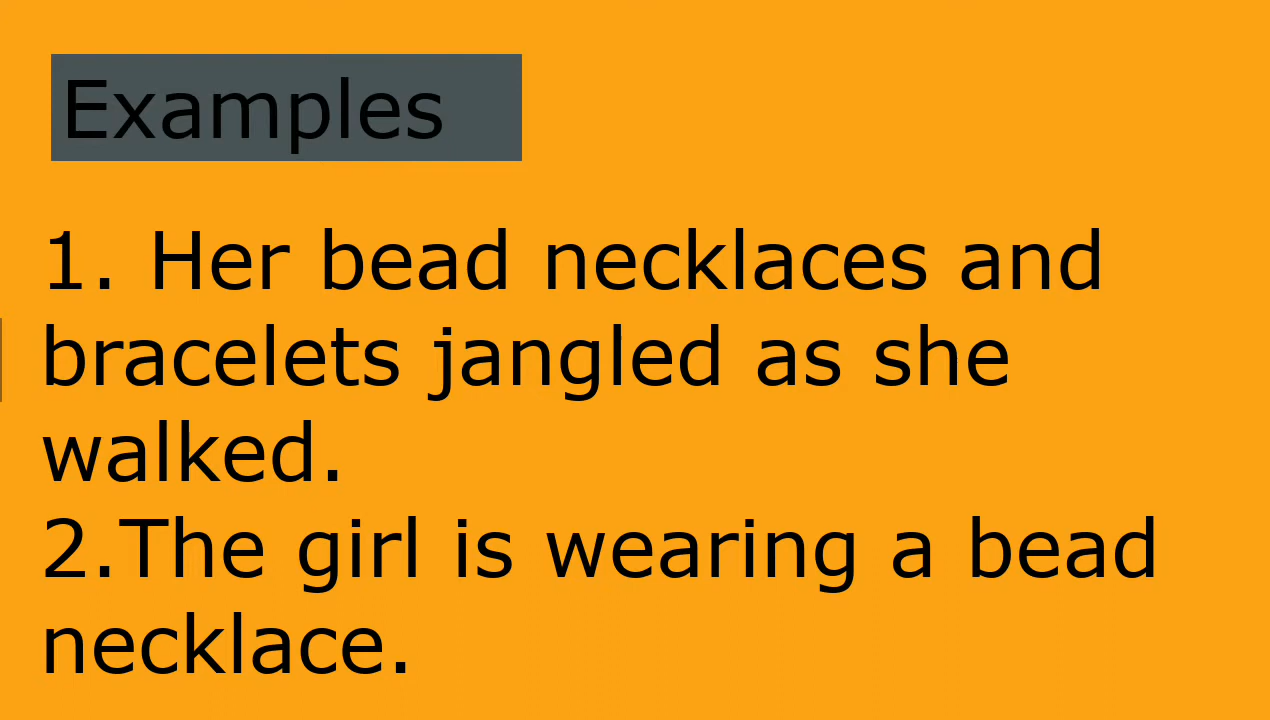 Examples
1. Her bead necklaces and
bracelets jangled as she
walked.
2.The girl is wearing a bead
necklace.